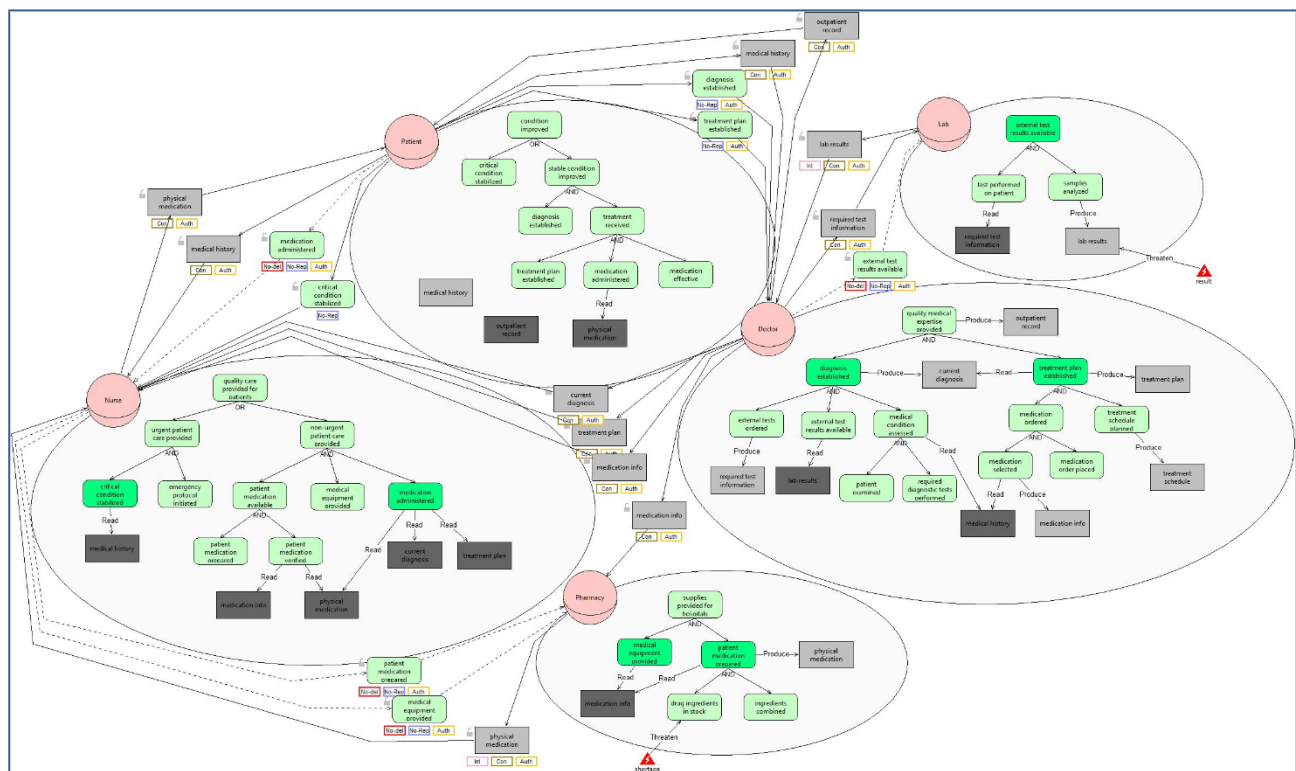 outpatient
record
Con Auth
medical history
Con Auth
diagnosis
established
No-Rep Auth
treatment plan
established
No-Rep Auth
Patient
condition
improved
OR
critical
condition
stabilized
stable condition
improved
AND
diagnosis
established
treatment
received
AND
treatment plan
established
medication
administered
medication
effective
Read
medical history
outpatient
record
physical
medication
Lab
external test
results available
AND
test performed
on patient
samples
analyzed
Read
Produce
required test
information
lab results
Threaten
result
lab results
Int Con Auth
required test
information
Con Auth
external test
results available
No-del No-Rep Auth
physical
medication
Con Auth
medical history
Con Auth
medication
administered
No-del No-Rep Auth
critical
condition
stabilized
No-Rep
Doctor
quality medical
expertise
provided
Produce
outpatient
record
AND
diagnosis
established
Produce
current
diagnosis
Read
treatment plan
established
Produce
treatment plan
AND
AND
external tests
ordered
external test
results available
medical
condition
assessed
medication
ordered
treatment
schedule
planned
Produce
Read
AND
Read
AND
Produce
required test
information
lab results
patient
examined
required
diagnostic tests
performed
medication
selected
medication
order placed
treatment
schedule
Read
Produce
medical history
medication info
current
diagnosis
Con Auth
treatment plan
Con Auth
medication info
Con Auth
medication info
Con Auth
Nurse
quality care
provided for
patients
OR
urgent patient
care provided
non-urgent
patient care
provided
AND
AND
critical
condition
stabilized
emergency
protocol
initiated
patient
medication
available
medical
equipment
provided
medication
administered
Read
AND
Read
Read
Read
medical history
patient
medication
prepared
patient
medication
verified
current
diagnosis
treatment plan
Read
Read
medication info
physical
medication
Pharmacy
supplies
provided for
hospitals
AND
medical
equipment
provided
patient
medication
prepared
Produce
physical
medication
Read
Read
AND
medication info
drug ingredients
in stock
ingredients
combined
Threaten
shortage
patient
medication
prepared
No-del No-Rep Auth
medical
equipment
provided
No-del No-Rep Auth
physical
medication
Int Con Auth